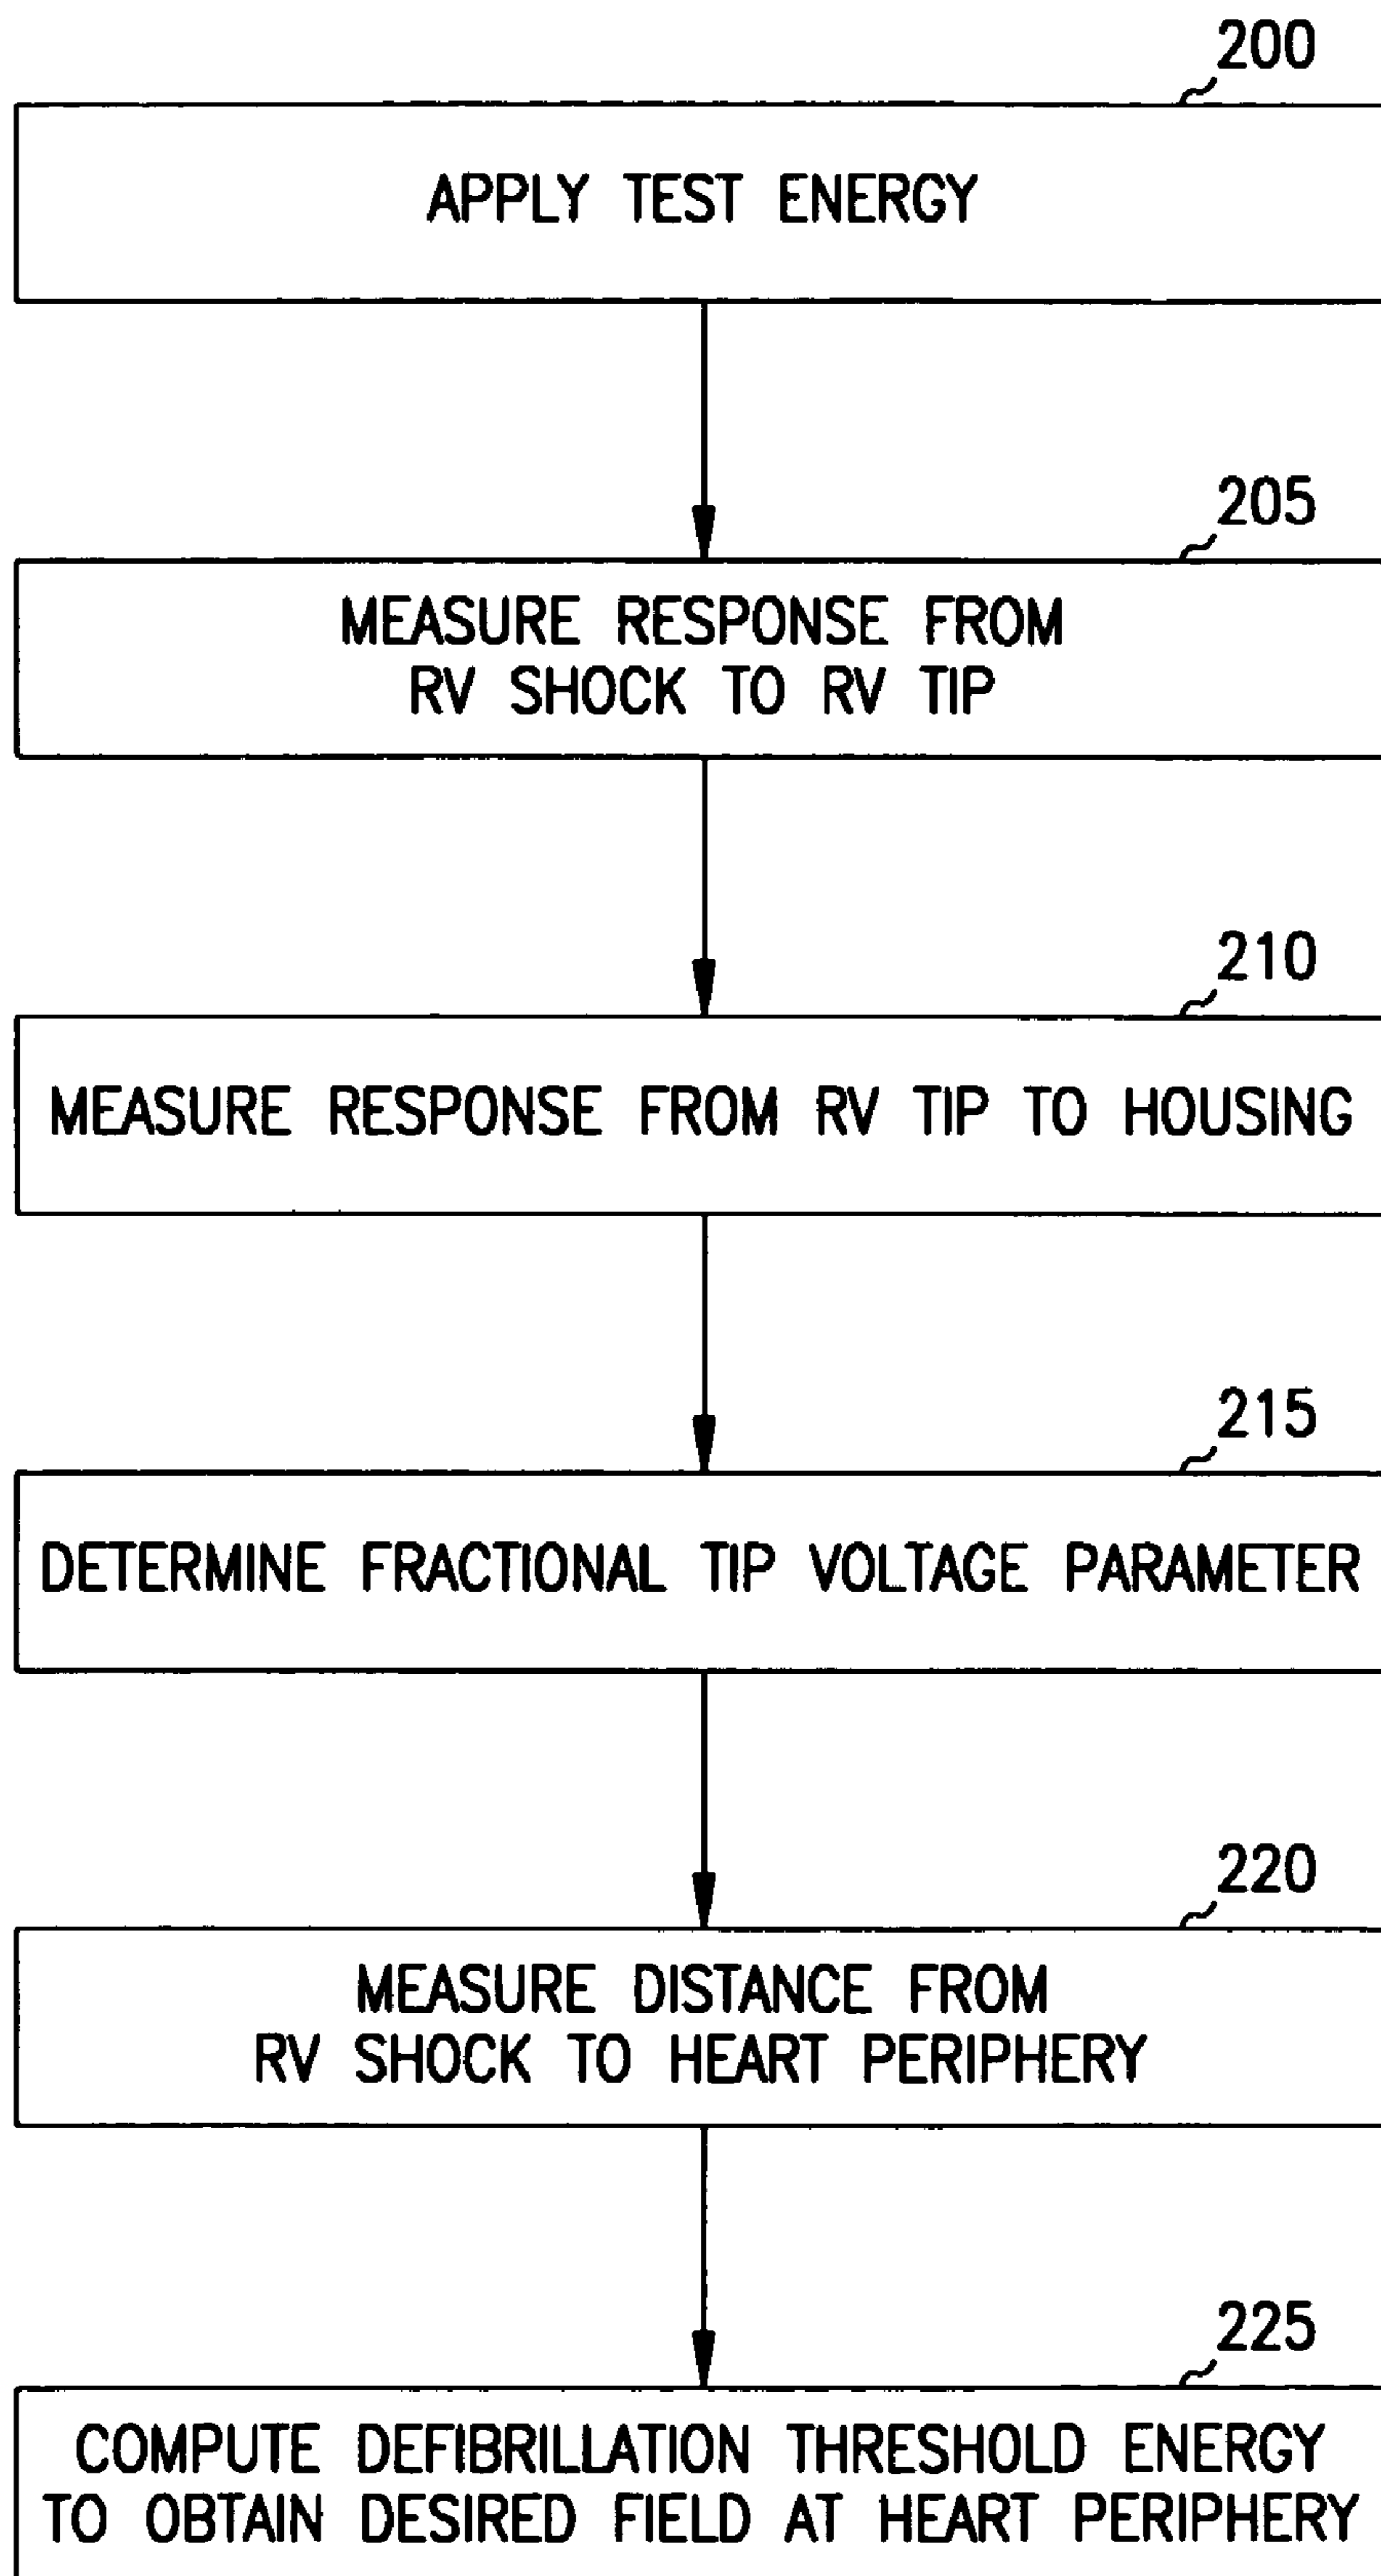 200
APPLY TEST ENERGY
205
MEASURE RESPONSE FROM
RV SHOCK TO RV TIP
210
MEASURE RESPONSE FROM RV TIP TO HOUSING
215
DETERMINE FRACTIONAL TIP VOLTAGE PARAMETER
220
MEASURE DISTANCE FROM
RV SHOCK TO HEART PERIPHERY
225
COMPUTE DEFIBRILLATION THRESHOLD ENERGY
TO OBTAIN DESIRED FIELD AT HEART PERIPHERY